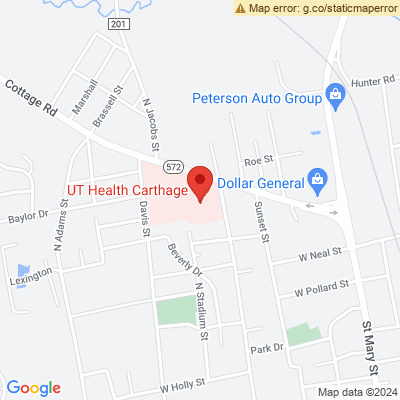 Map error: g.co/staticmaperror
201
Hunter Rd
Marshall
Brassell St
N Jacobs St
Cottage Rd
Peterson Auto Group
572
Roe St
UT Health Carthage
Dollar General
Baylor Dr
N Adams St
Davis St
Sunset St
Lexington
Beverly Dr
N Stadium St
W Neal St
W Pollard St
St Mary St
Park Dr
W Holly St
Google
Map data ©2024